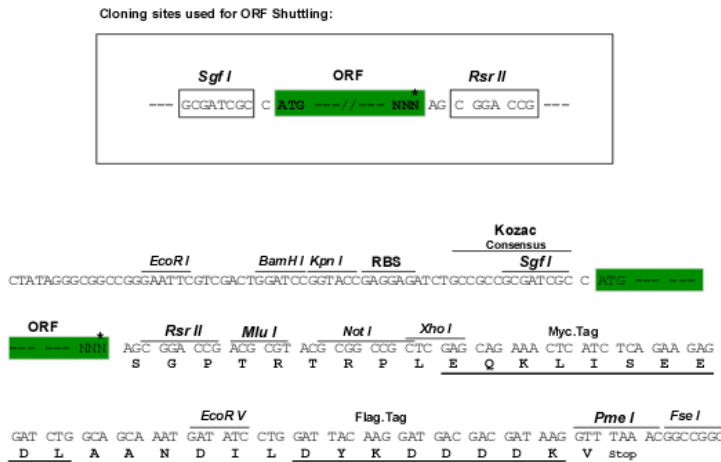 Cloning sites used for ORF Shuttling:
Sgf I ORF Rsr II
--- GCGATCGC C ATG ---//--- NNN* AG C GGA CCG ---
Kozac
Consensus
EcoR I BamH I Kpn I RBS Sgf I
CTATAGGGCGGCCGGGAATTCGTCGACTGGATCCGGTACCGAGGAGATCTGCCGCCGCGATCGC C ATG --- ---
ORF Rsr II Mlu I Not I Xho I Myc.Tag
--- --- NNN* AGC GGA CCG ACG CGT ACG CGG CCG CTC GAG CAG AAA CTC ATC TCA GAA GAG
S G P T R T R P L E Q K L I S E E
EcoR V Flag.Tag Pme I Fse I
GAT CTG GCA GCA AAT GAT ATC CTG GAT TAC AAG GAT GAC GAC GAT AAG GTT TAA ACGGCCGGC
D L A A N D I L D Y K D D D D K V Stop